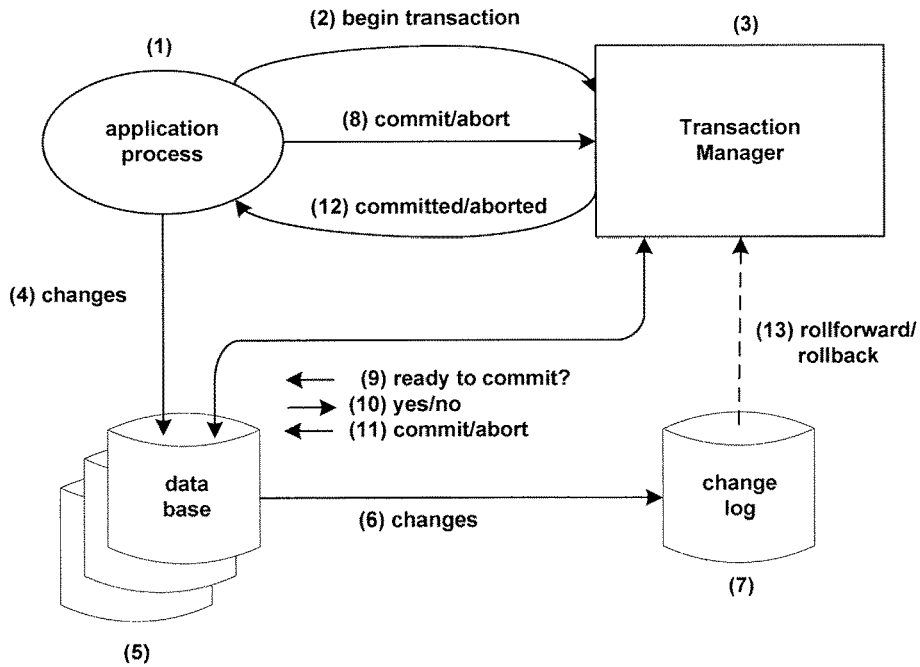 (2) begin transaction
(3)
(1)
application
process
(8) commit/abort
Transaction
Manager
(12) committed/aborted
(4) changes
(13) rollforward/
rollback
(9) ready to commit?
(10) yes/no
(11) commit/abort
data
base
change
log
(6) changes
(7)
(5)